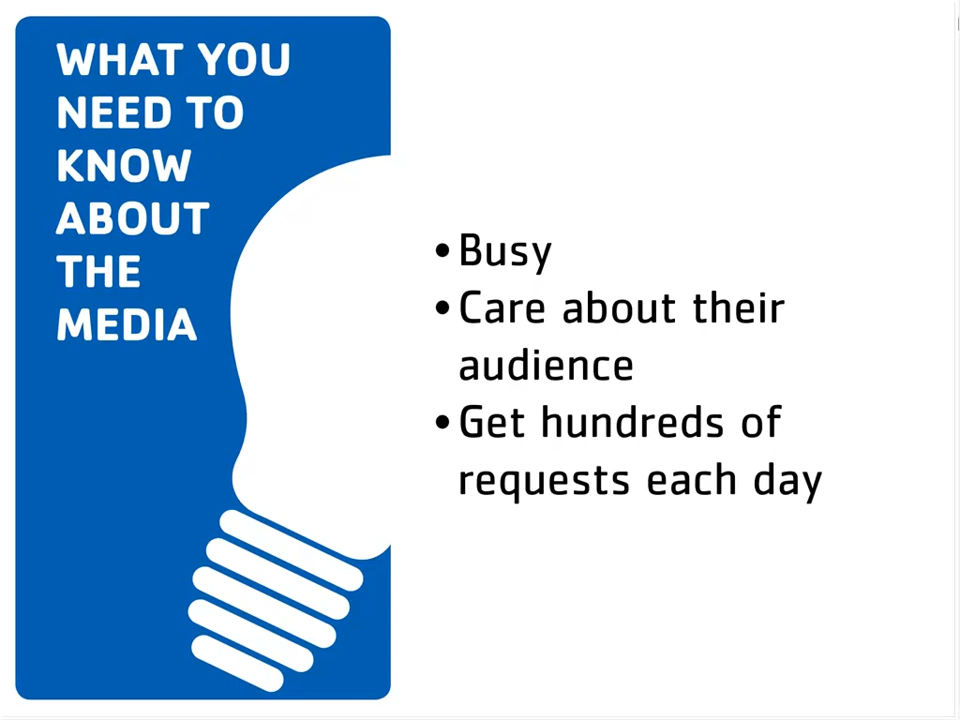 WHAT YOU
NEED TO
KNOW
ABOUT
THE
MEDIA
•Busy
•Care about their
audience
•Get hundreds of
requests each day